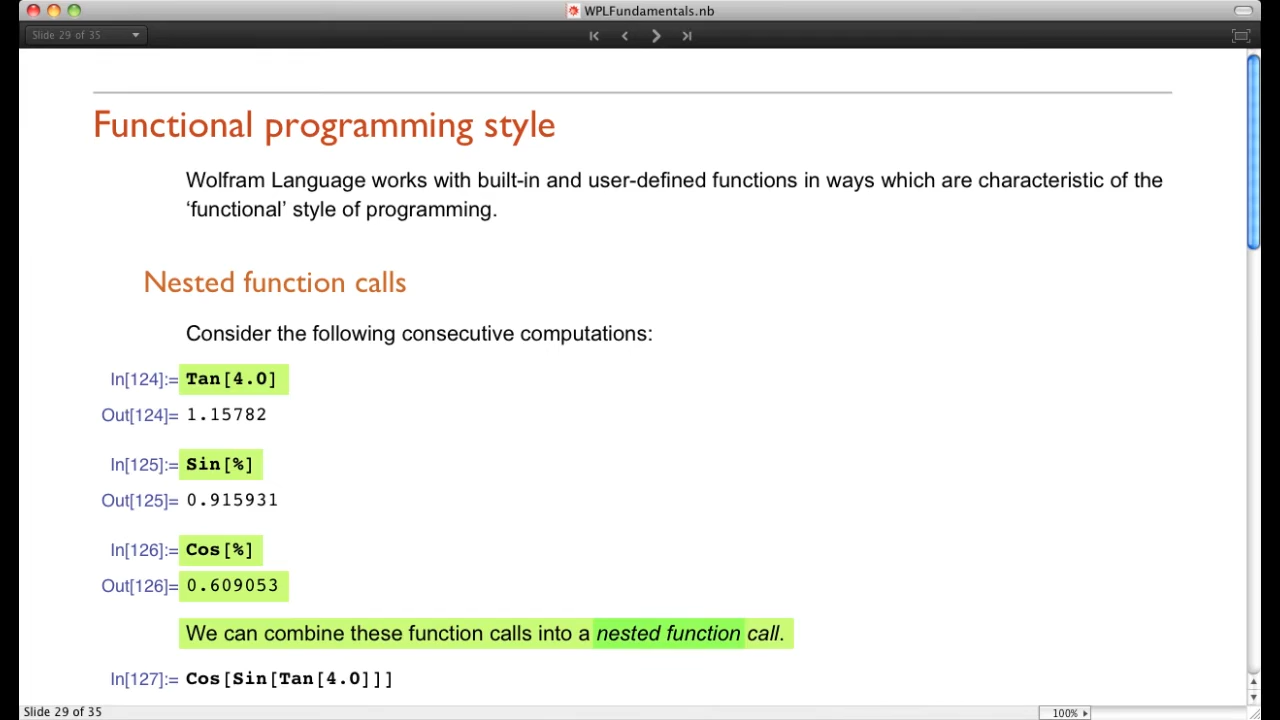 WPLFundamentals.nb
Slide 29 of 35
Functional programming style
Wolfram Language works with built-in and user-defined functions in ways which are characteristic of the
‘functional’ style of programming.
Nested function calls
Consider the following consecutive computations:
In[124]:= Tan[4.0]
Out[124]= 1.15782
In[125]:= Sin[%]
Out[125]= 0.915931
In[126]:= Cos[%]
Out[126]= 0.609053
We can combine these function calls into a nested function call.
In[127]:= Cos[Sin[Tan[4.0]]]
Slide 29 of 35
100%